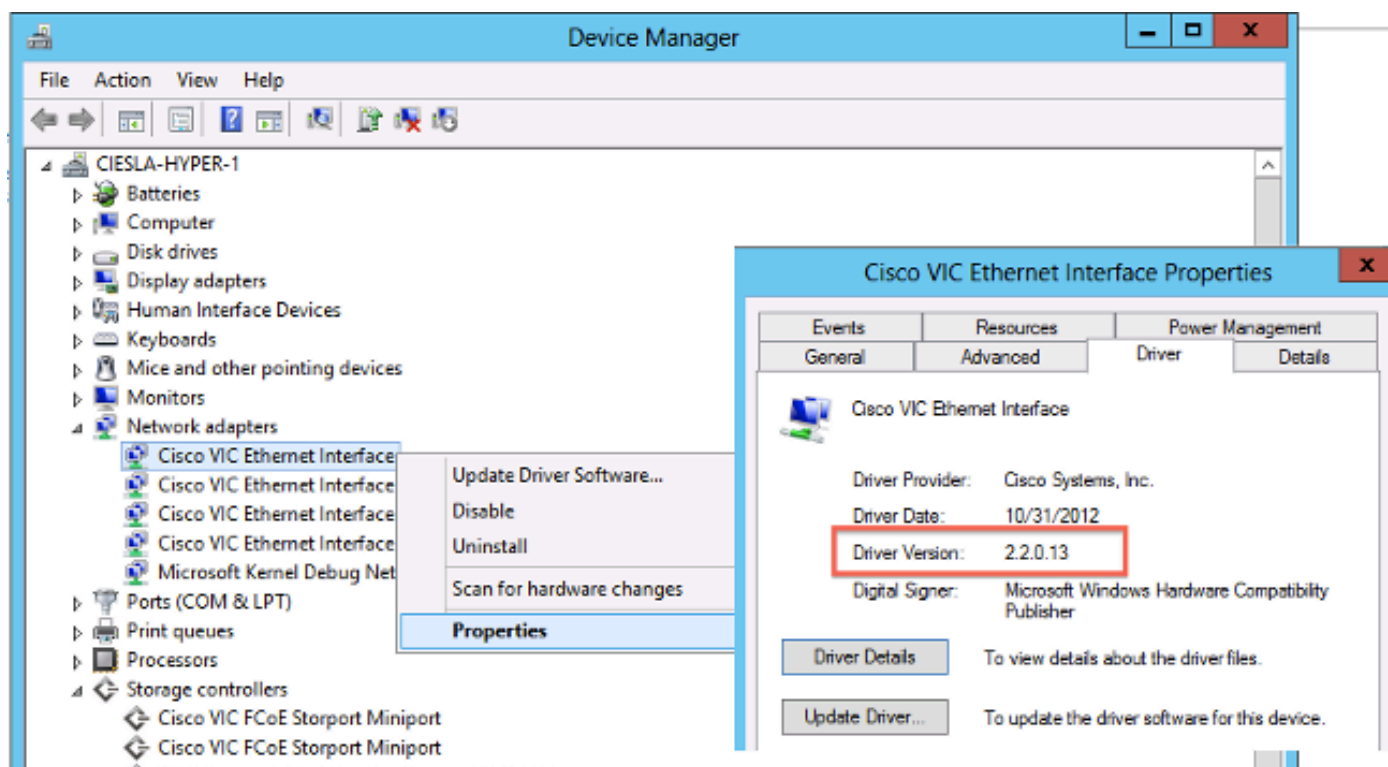 Device Manager
File Action View Help
CIESLA-HYPER-1
Batteries
Computer
Disk drives
Display adapters
Human Interface Devices
Keyboards
Mice and other pointing devices
Monitors
Network adapters
Cisco VIC Ethernet Interface
Cisco VIC Ethernet Interface
Cisco VIC Ethernet Interface
Cisco VIC Ethernet Interface
Microsoft Kernel Debug Net
Ports (COM & LPT)
Print queues
Processors
Storage controllers
Cisco VIC FCoE Storport Miniport
Cisco VIC FCoE Storport Miniport
Update Driver Software...
Disable
Uninstall
Scan for hardware changes
Properties
Cisco VIC Ethernet Interface Properties
Events Resources Power Management
General Advanced Driver Details
Cisco VIC Ethernet Interface
Driver Provider: Cisco Systems, Inc.
Driver Date: 10/31/2012
Driver Version: 2.2.0.13
Digital Signer: Microsoft Windows Hardware Compatibility
Publisher
Driver Details To view details about the driver files.
Update Driver... To update the driver software for this device.